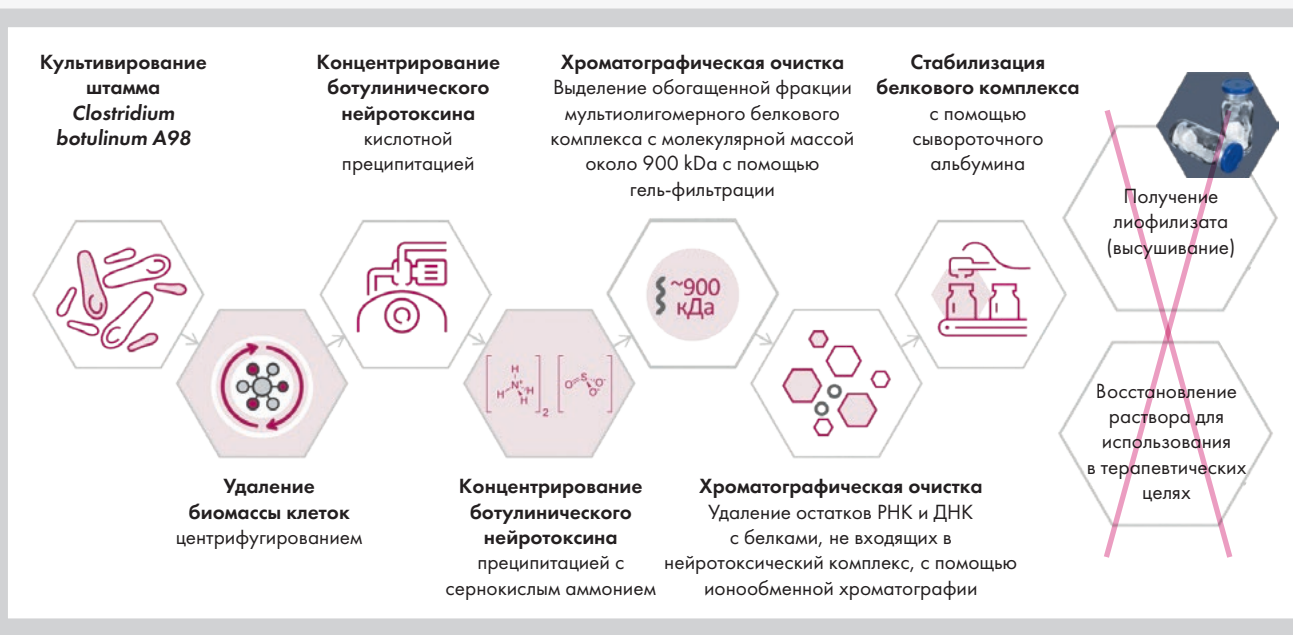 Культивирование
штамма
Clostridium
botulinum A98
Концентрирование
ботулинического
нейротоксина
кислотной
преципитацией
Хроматографическая очистка
Выделение обогащенной фракции
мультиолигомерного белкового
комплекса с молекулярной массой
около 900 kDa с помощью
гель-фильтрации
Стабилизация
белкового комплекса
с помощью
сывороточного
альбумина
Получение
лиофилизата
(высушивание)
~900
кДа
H
H N⁺ H
H
2
O S O⁻
O⁻
Восстановление
раствора для
использования
в терапевтических
целях
Удаление
биомассы клеток
центрифугированием
Концентрирование
ботулинического
нейротоксина
преципитацией с
сернокислым аммонием
Хроматографическая очистка
Удаление остатков РНК и ДНК
с белками, не входящих в
нейротоксический комплекс, с помощью
ионообменной хроматографии